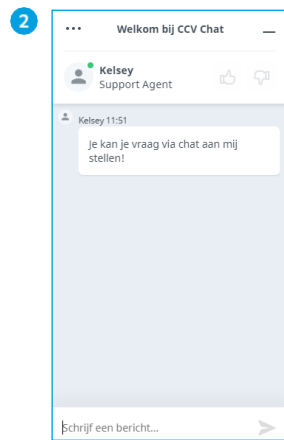 2
Welkom bij CCV Chat
Kelsey
Support Agent
Kelsey 11:51
Je kan je vraag via chat aan mij
stellen!
Schrijf een bericht...